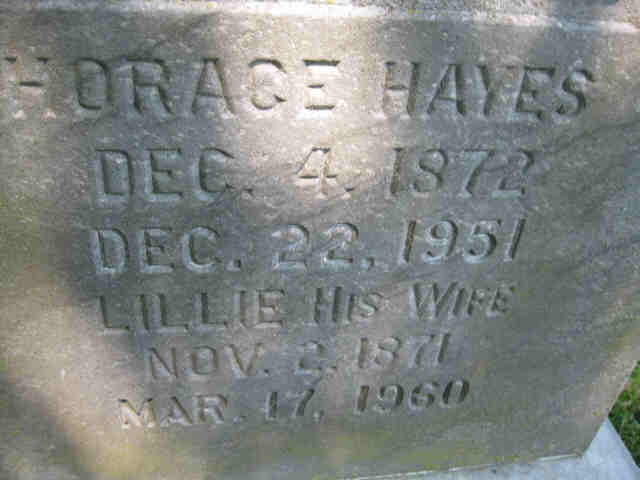 HORACE HAYES
DEC. 4, 1872
DEC. 22, 1951
LILLIE HIS WIFE
NOV. 2, 1871
MAR. 17, 1960